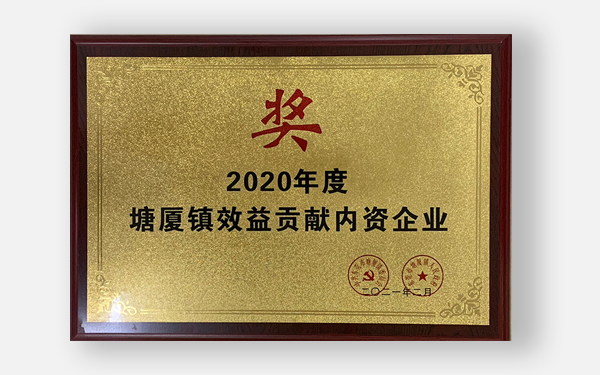 奖
2020年度
塘厦镇效益贡献内资企业
二〇二一年二月